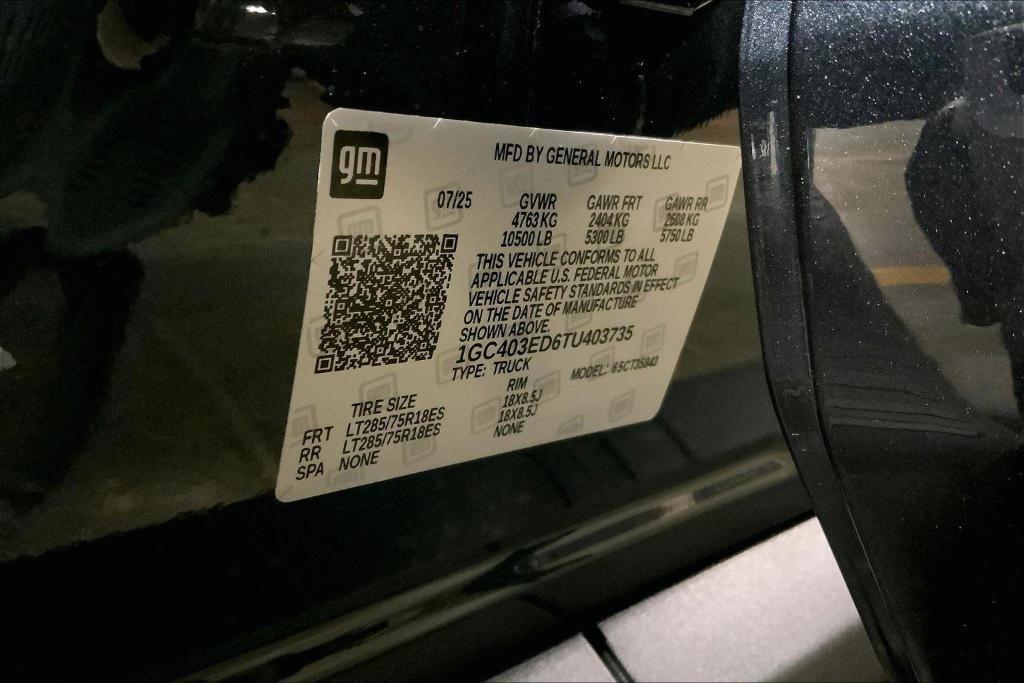 gm
MFD BY GENERAL MOTORS LLC
07/25 GVWR GAWR FRT GAWR RR
4763 KG 2404 KG 2608 KG
10500 LB 5300 LB 5750 LB
THIS VEHICLE CONFORMS TO ALL
APPLICABLE U.S. FEDERAL MOTOR
VEHICLE SAFETY STANDARDS IN EFFECT
ON THE DATE OF MANUFACTURE
SHOWN ABOVE.
1GC403ED6TU403735
TYPE: TRUCK MODEL:
TIRE SIZE RIM
FRT LT285/75R18ES 18X8.5J
RR LT285/75R18ES 18X8.5J
SPA NONE NONE